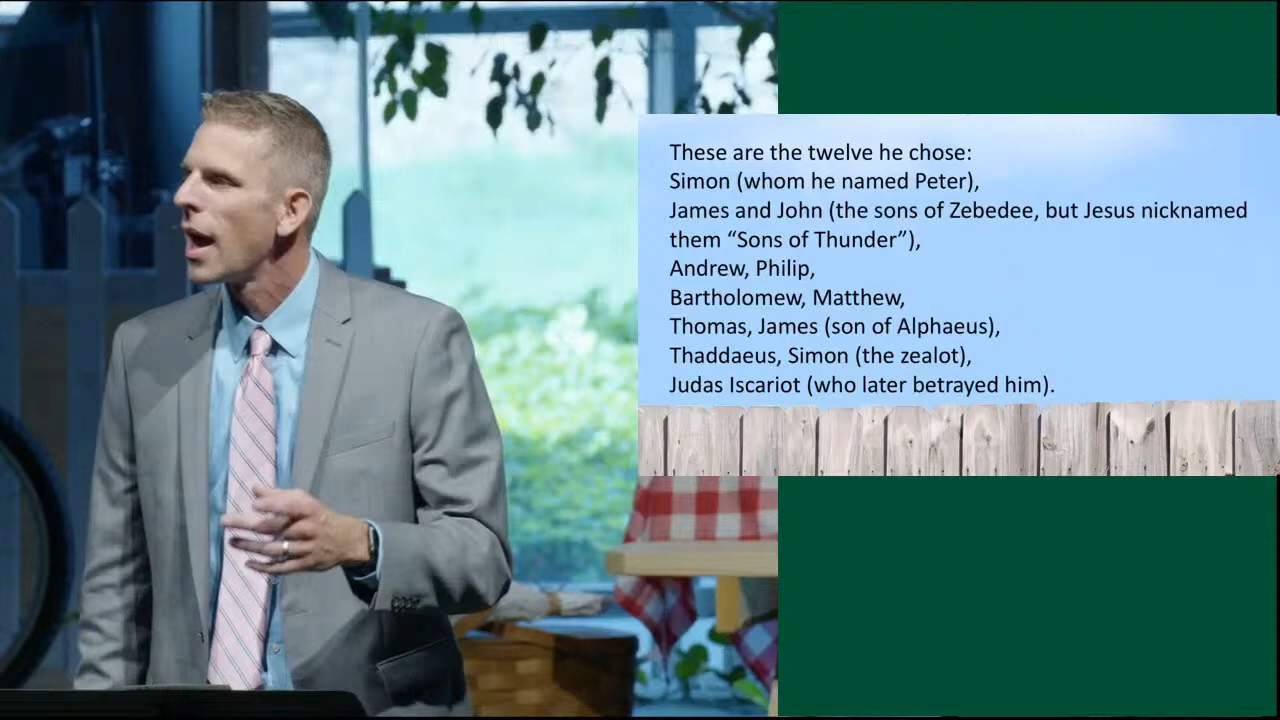 These are the twelve he chose:
Simon (whom he named Peter),
James and John (the sons of Zebedee, but Jesus nicknamed
them “Sons of Thunder”),
Andrew, Philip,
Bartholomew, Matthew,
Thomas, James (son of Alphaeus),
Thaddaeus, Simon (the zealot),
Judas Iscariot (who later betrayed him).